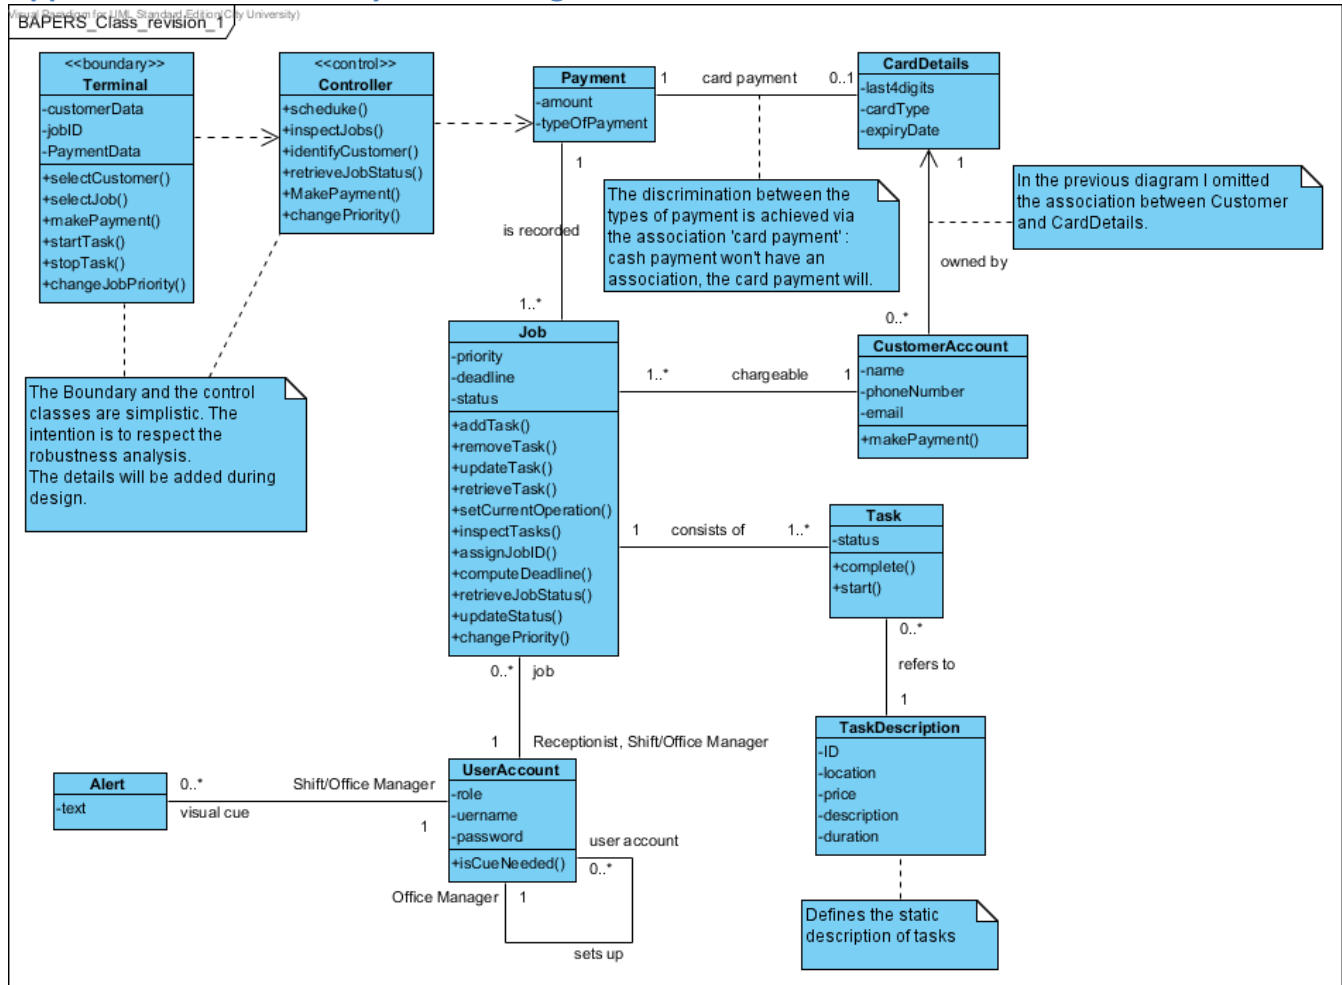 Visual Paradigm for UML Standard Edition(City University)
BAPERS_Class_revision_1
<<boundary>>
Terminal
-customerData
-jobID
-PaymentData
+selectCustomer()
+selectJob()
+makePayment()
+startTask()
+stopTask()
+changeJobPriority()
<<control>>
Controller
+scheduke()
+inspectJobs()
+identifyCustomer()
+retrieveJobStatus()
+MakePayment()
+changePriority()
Payment
-amount
-typeOfPayment
1 card payment 0..1
CardDetails
-last4digits
-cardType
-expiryDate
1
1
The discrimination between the
types of payment is achieved via
the association 'card payment' :
cash payment won't have an
association, the card payment will.
In the previous diagram I omitted
the association between Customer
and CardDetails.
is recorded
owned by
1..*
0..*
The Boundary and the control
classes are simplistic. The
intention is to respect the
robustness analysis.
The details will be added during
design.
Job
-priority
-deadline
-status
+addTask()
+removeTask()
+updateTask()
+retrieveTask()
+setCurrentOperation()
+inspectTasks()
+assignJobID()
+computeDeadline()
+retrieveJobStatus()
+updateStatus()
+changePriority()
1..* chargeable 1
CustomerAccount
-name
-phoneNumber
-email
+makePayment()
1 consists of 1..*
Task
-status
+complete()
+start()
0..*
refers to
1
0..* job
1 Receptionist, Shift/Office Manager
TaskDescription
-ID
-location
-price
-description
-duration
Alert
-text
0..* Shift/Office Manager
visual cue 1
UserAccount
-role
-uername
-password
+isCueNeeded()
user account
0..*
Office Manager 1
sets up
Defines the static
description of tasks